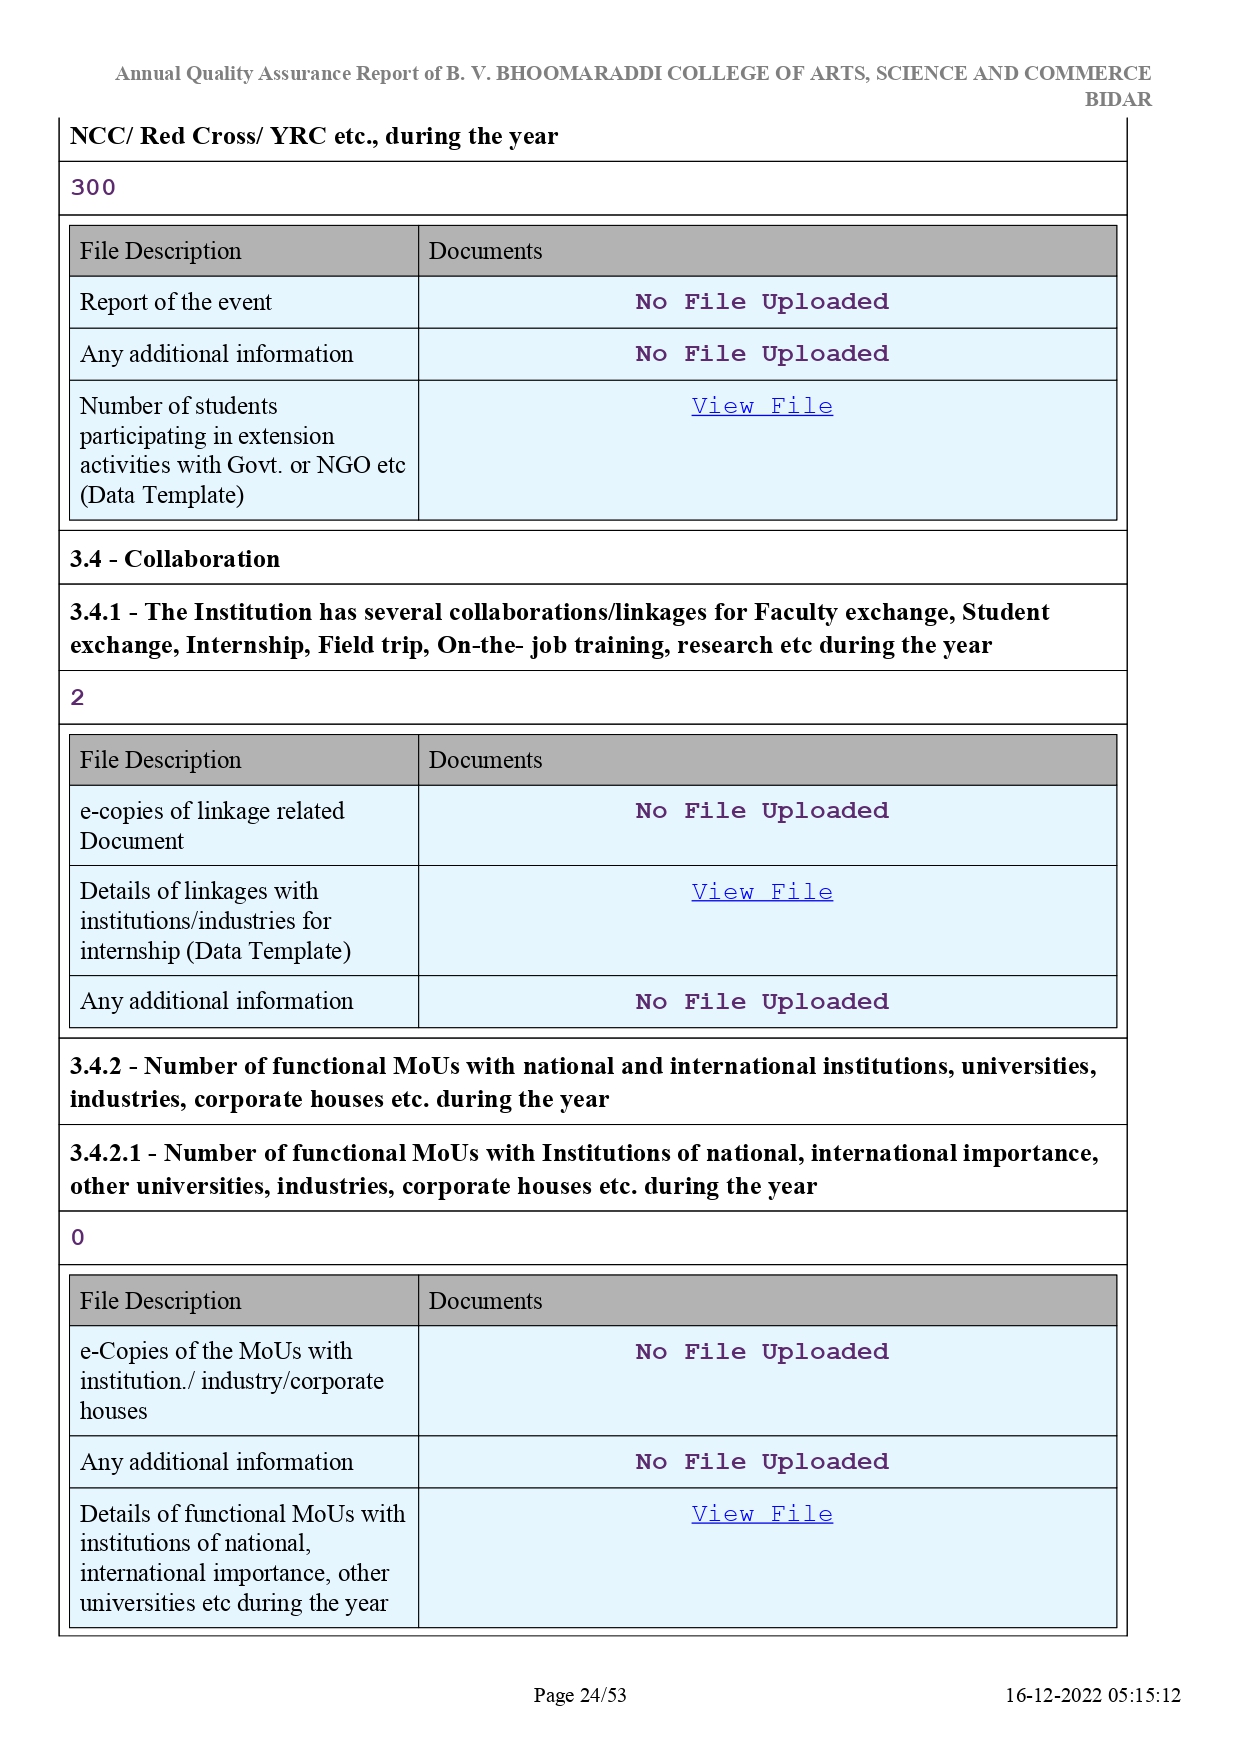 Annual Quality Assurance Report of B. V. BHOOMARADDI COLLEGE OF ARTS, SCIENCE AND COMMERCE
BIDAR
NCC/ Red Cross/ YRC etc., during the year
300
File Description Documents
Report of the event No File Uploaded
Any additional information No File Uploaded
Number of students View File
participating in extension
activities with Govt. or NGO etc
(Data Template)
3.4 - Collaboration
3.4.1 - The Institution has several collaborations/linkages for Faculty exchange, Student
exchange, Internship, Field trip, On-the- job training, research etc during the year
2
File Description Documents
e-copies of linkage related No File Uploaded
Document
Details of linkages with View File
institutions/industries for
internship (Data Template)
Any additional information No File Uploaded
3.4.2 - Number of functional MoUs with national and international institutions, universities,
industries, corporate houses etc. during the year
3.4.2.1 - Number of functional MoUs with Institutions of national, international importance,
other universities, industries, corporate houses etc. during the year
0
File Description Documents
e-Copies of the MoUs with No File Uploaded
institution./ industry/corporate
houses
Any additional information No File Uploaded
Details of functional MoUs with View File
institutions of national,
international importance, other
universities etc during the year
Page 24/53 16-12-2022 05:15:12